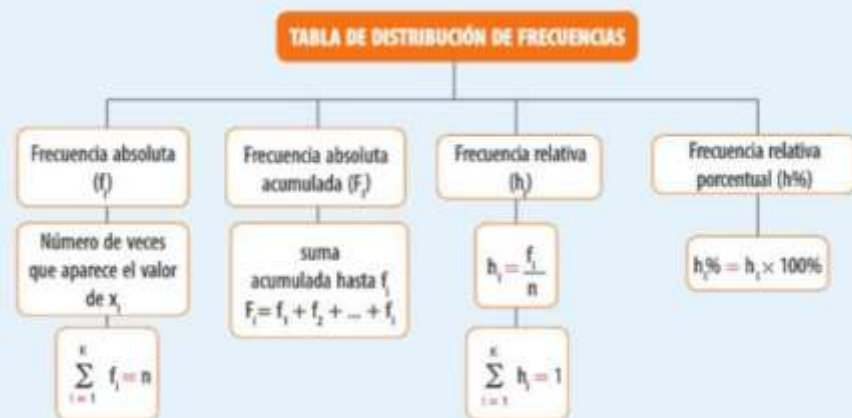 TABLA DE DISTRIBUCIÓN DE FRECUENCIAS
Frecuencia absoluta
(fᵢ)
Número de veces
que aparece el valor
de xᵢ
K
∑ fᵢ = n
i = 1
Frecuencia absoluta
acumulada (Fᵢ)
suma
acumulada hasta fᵢ
Fᵢ = f₁ + f₂ + ... + fᵢ
Frecuencia relativa
(hᵢ)
hᵢ = fᵢ
n
K
∑ hᵢ = 1
i = 1
Frecuencia relativa
porcentual (h%)
hᵢ% = hᵢ × 100%